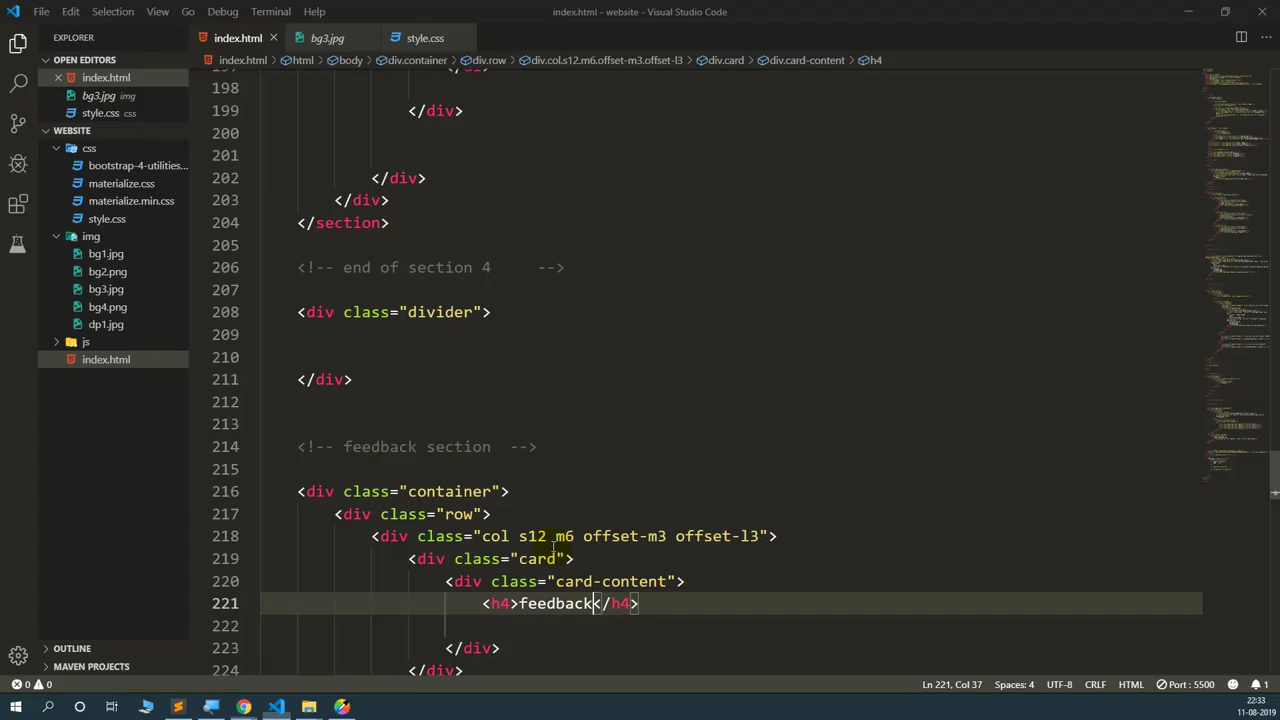 File Edit Selection View Go Debug Terminal Help
index.html - website - Visual Studio Code
EXPLORER
OPEN EDITORS
index.html
bg3.jpg img
style.css css
WEBSITE
css
bootstrap-4-utilities...
materialize.css
materialize.min.css
style.css
img
bg1.jpg
bg2.png
bg3.jpg
bg4.png
dp1.jpg
js
index.html
OUTLINE
MAVEN PROJECTS
index.html bg3.jpg style.css
index.html html body div.container div.row div.col.s12.m6.offset-m3.offset-l3 div.card div.card-content h4
198
199 </div>
200
201
202 </div>
203 </div>
204 </section>
205
206 <!-- end of section 4 -->
207
208 <div class="divider">
209
210
211 </div>
212
213
214 <!-- feedback section -->
215
216 <div class="container">
217 <div class="row">
218 <div class="col s12 m6 offset-m3 offset-l3">
219 <div class="card">
220 <div class="card-content">
221 <h4>feedback</h4>
222
223 </div>
224 </div>
0 0 Ln 221, Col 37 Spaces: 4 UTF-8 CRLF HTML Port : 5500 1
22:33
11-08-2019